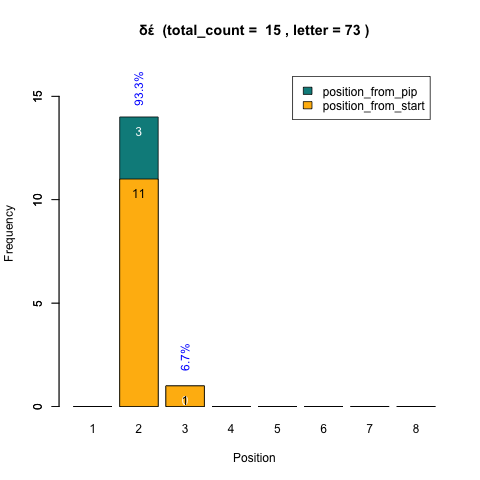 δέ (total_count = 15 , letter = 73 )
93.3%
position_from_pip
position_from_start
15
3
10
11
Frequency
5
6.7%
1
0
1 2 3 4 5 6 7 8
Position